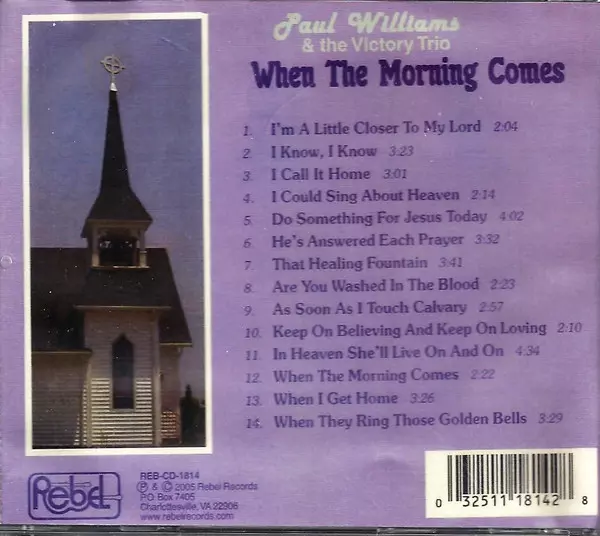 Paul Williams
& the Victory Trio
When The Morning Comes
1. I'm A Little Closer To My Lord 2:04
2. I Know, I Know 3:23
3. I Call It Home 3:01
4. I Could Sing About Heaven 2:14
5. Do Something For Jesus Today 4:02
6. He's Answered Each Prayer 3:32
7. That Healing Fountain 3:41
8. Are You Washed In The Blood 2:23
9. As Soon As I Touch Calvary 2:57
10. Keep On Believing And Keep On Loving 2:10
11. In Heaven She'll Live On And On 4:34
12. When The Morning Comes 2:22
13. When I Get Home 3:26
14. When They Ring Those Golden Bells 3:29
Rebel
REB-CD-1814
℗ & © 2005 Rebel Records
PO Box 7405
Charlottesville, VA 22906
www.rebelrecords.com
0 32511 18142 8